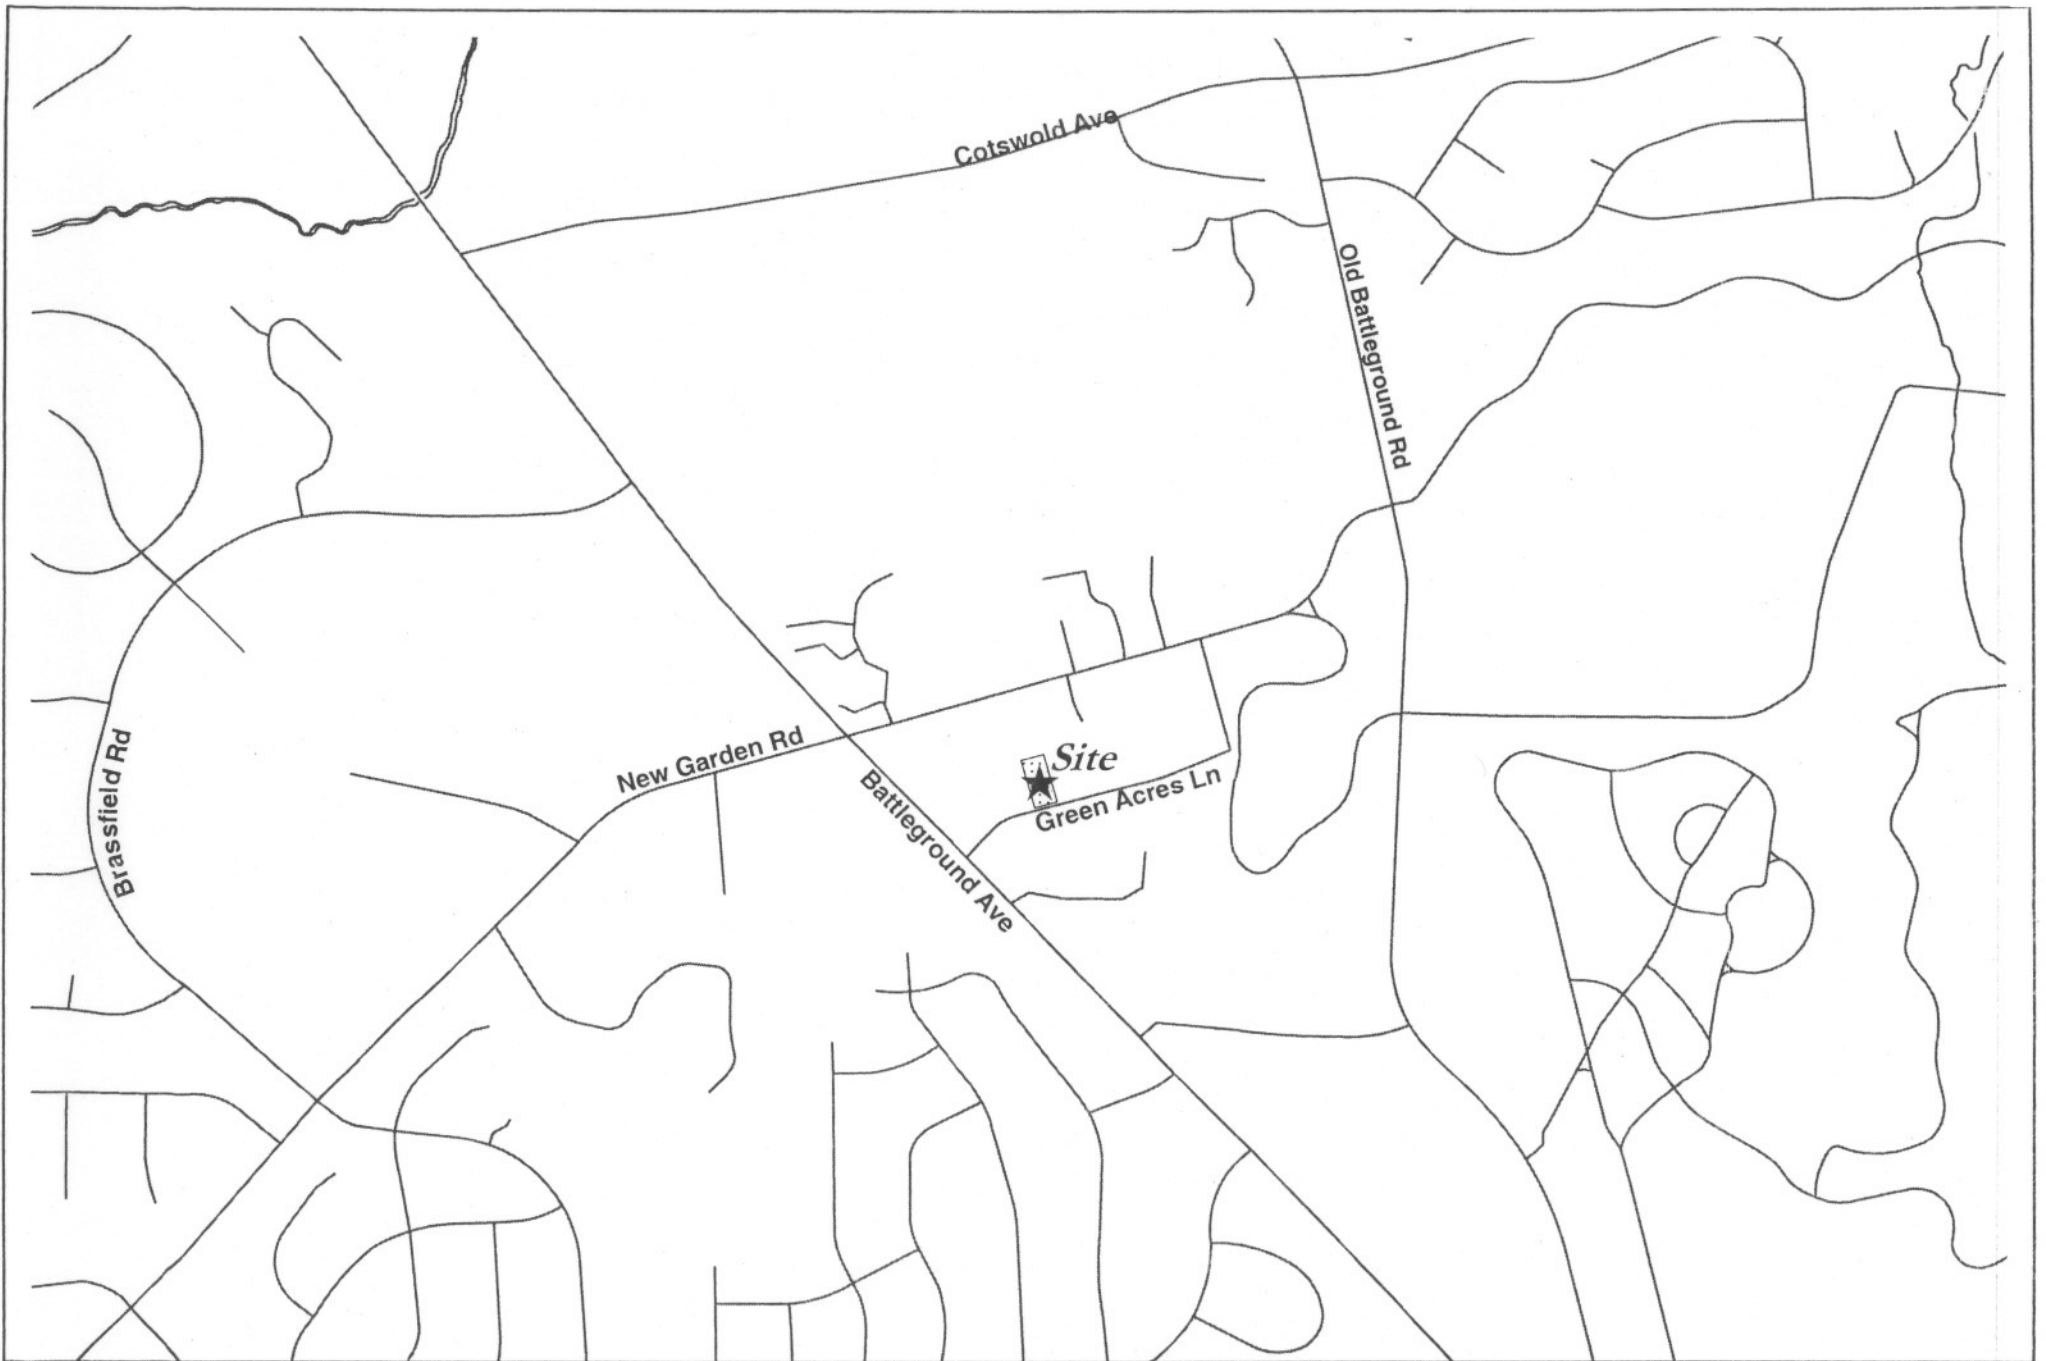 Cotswold Ave
Old Battleground Rd
New Garden Rd
Site
Green Acres Ln
Battleground Ave
Brassfield Rd